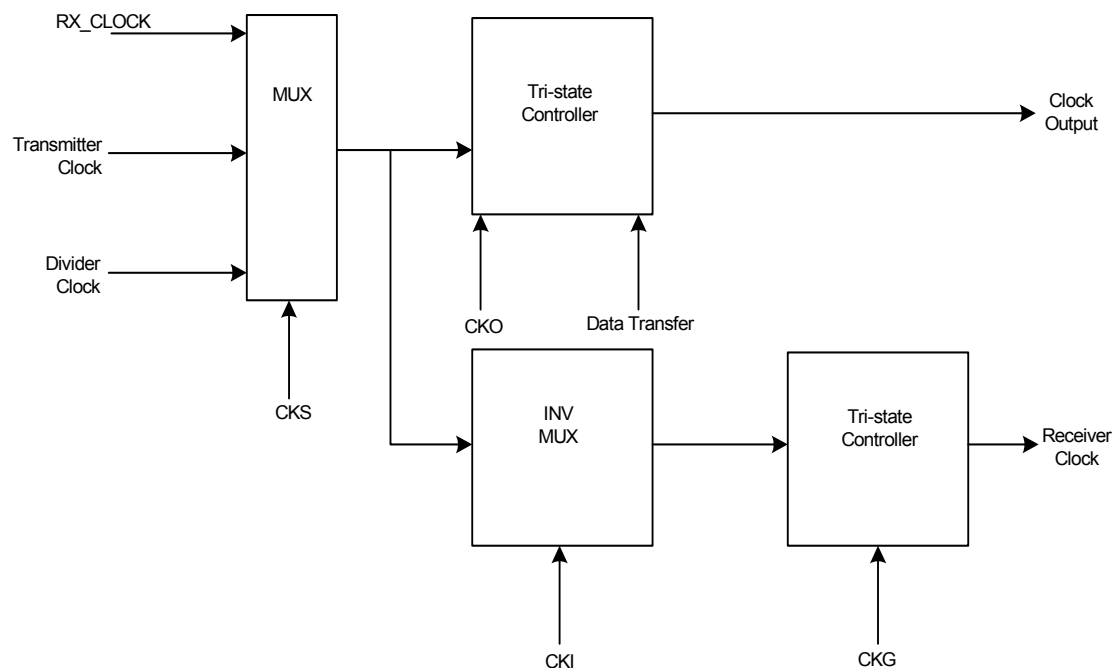 RX_CLOCK
MUX
Tri-state
Controller
Clock
Output
Transmitter
Clock
Divider
Clock
CKO
Data Transfer
CKS
INV
MUX
Tri-state
Controller
Receiver
Clock
CKI
CKG